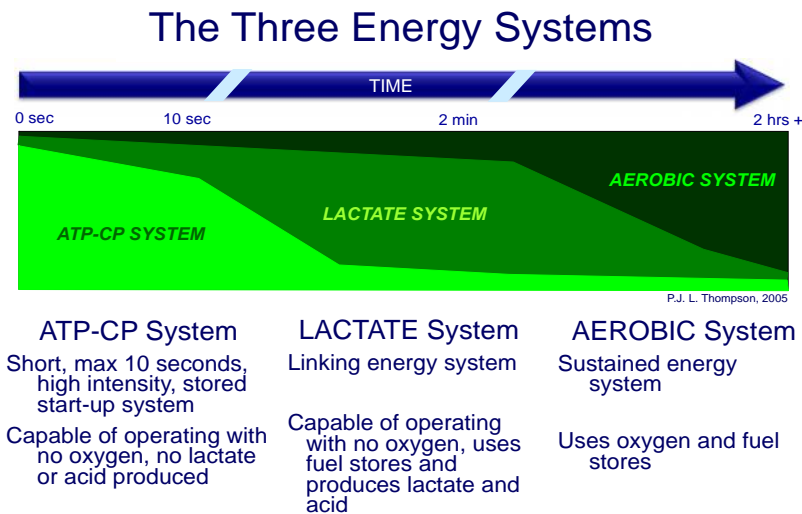 The Three Energy Systems
TIME
0 sec 10 sec 2 min 2 hrs +
AEROBIC SYSTEM
LACTATE SYSTEM
ATP-CP SYSTEM
P.J. L. Thompson, 2005
ATP-CP System
Short, max 10 seconds,
high intensity, stored
start-up system
Capable of operating with
no oxygen, no lactate
or acid produced
LACTATE System
Linking energy system
Capable of operating
with no oxygen, uses
fuel stores and
produces lactate and
acid
AEROBIC System
Sustained energy
system
Uses oxygen and fuel
stores